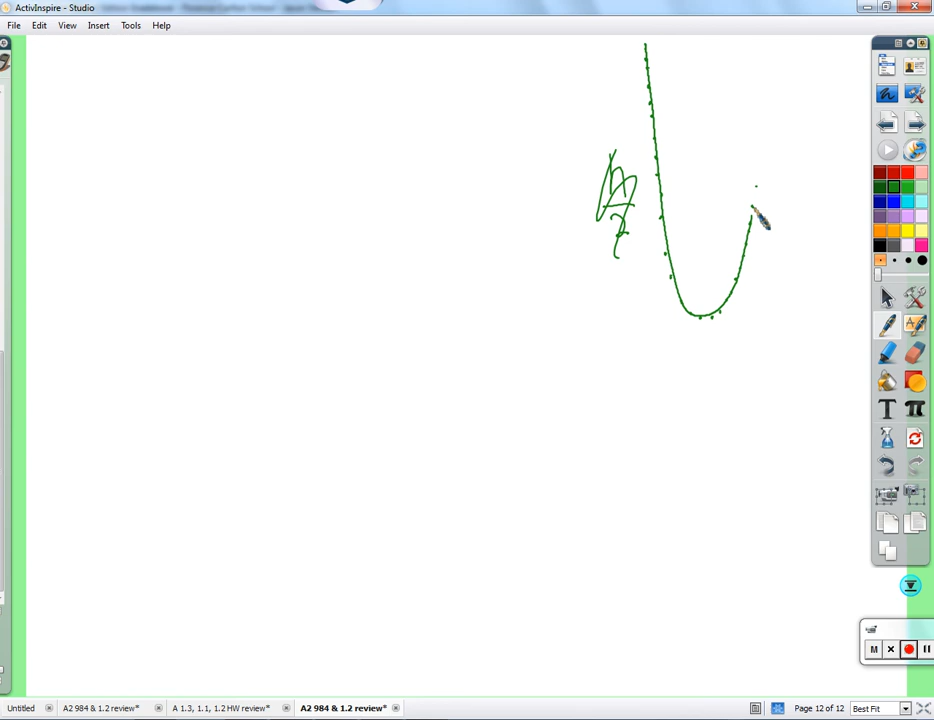 ActivInspire - Studio
File Edit View Insert Tools Help
M
Untitled A2 984 & 1.2 review* A 1.3, 1.1, 1.2 HW review* A2 984 & 1.2 review* Page 12 of 12 Best Fit